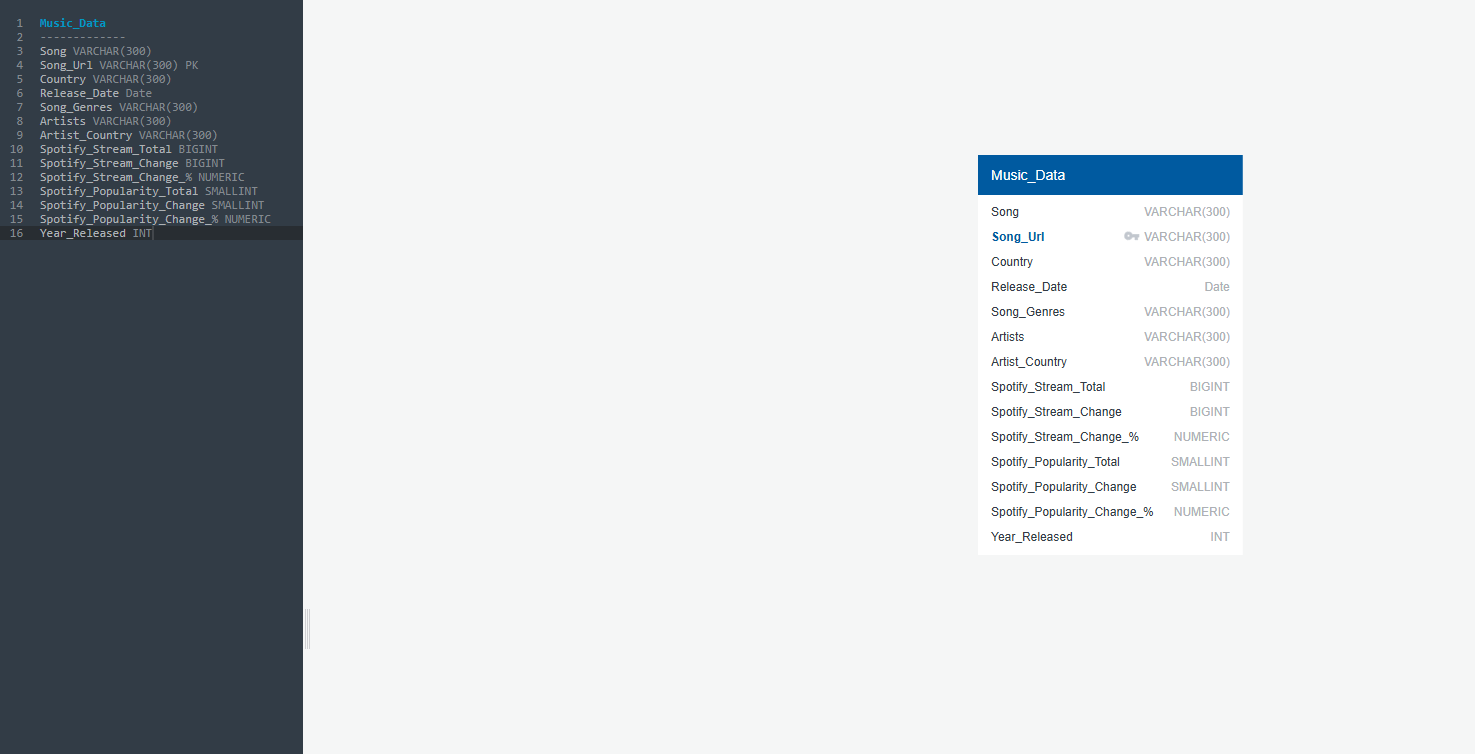 1 Music_Data
2 -------------
3 Song VARCHAR(300)
4 Song_Url VARCHAR(300) PK
5 Country VARCHAR(300)
6 Release_Date Date
7 Song_Genres VARCHAR(300)
8 Artists VARCHAR(300)
9 Artist_Country VARCHAR(300)
10 Spotify_Stream_Total BIGINT
11 Spotify_Stream_Change BIGINT
12 Spotify_Stream_Change_% NUMERIC
13 Spotify_Popularity_Total SMALLINT
14 Spotify_Popularity_Change SMALLINT
15 Spotify_Popularity_Change_% NUMERIC
16 Year_Released INT
Music_Data
Song VARCHAR(300)
Song_Url VARCHAR(300)
Country VARCHAR(300)
Release_Date Date
Song_Genres VARCHAR(300)
Artists VARCHAR(300)
Artist_Country VARCHAR(300)
Spotify_Stream_Total BIGINT
Spotify_Stream_Change BIGINT
Spotify_Stream_Change_% NUMERIC
Spotify_Popularity_Total SMALLINT
Spotify_Popularity_Change SMALLINT
Spotify_Popularity_Change_% NUMERIC
Year_Released INT